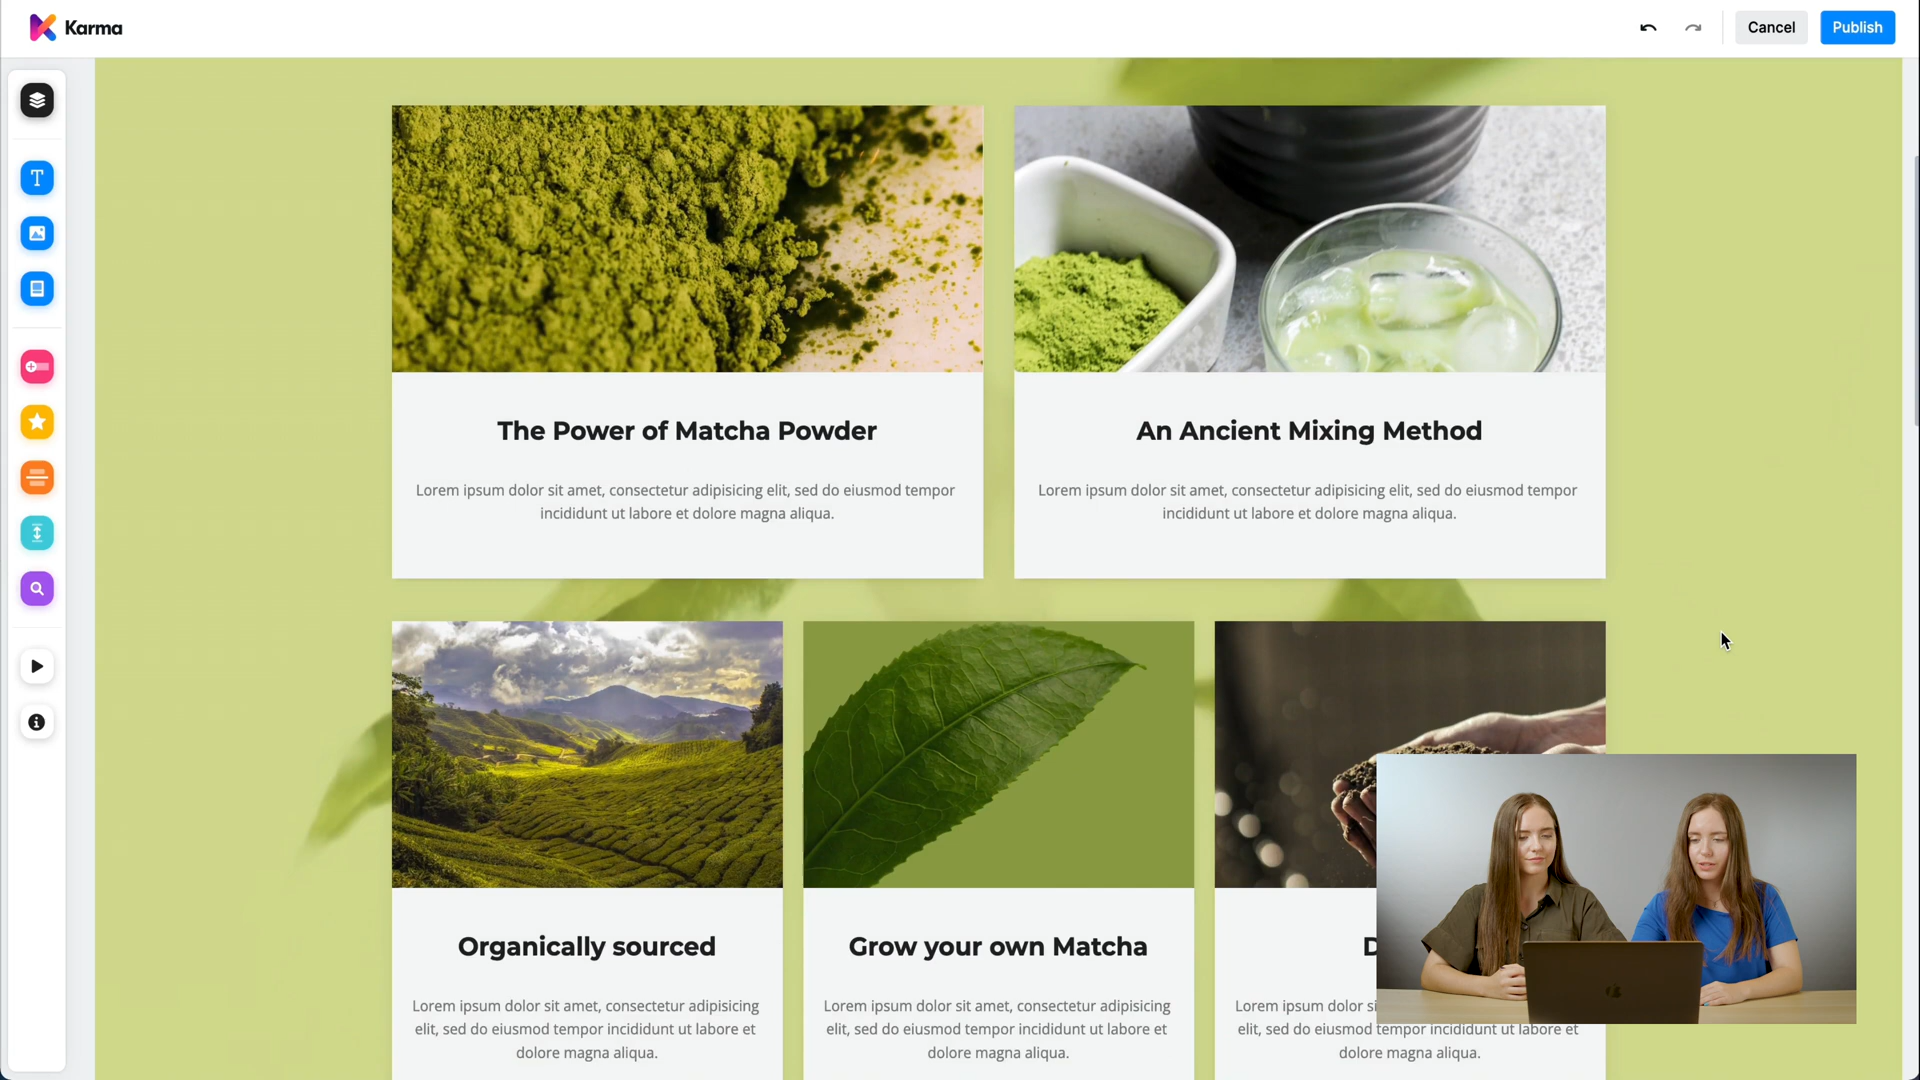 Karma
Cancel
Publish
The Power of Matcha Powder
Lorem ipsum dolor sit amet, consectetur adipisicing elit, sed do eiusmod tempor
incididunt ut labore et dolore magna aliqua.
An Ancient Mixing Method
Lorem ipsum dolor sit amet, consectetur adipisicing elit, sed do eiusmod tempor
incididunt ut labore et dolore magna aliqua.
Organically sourced
Lorem ipsum dolor sit amet, consectetur adipisicing
elit, sed do eiusmod tempor incididunt ut labore et
dolore magna aliqua.
Grow your own Matcha
Lorem ipsum dolor sit amet, consectetur adipisicing
elit, sed do eiusmod tempor incididunt ut labore et
dolore magna aliqua.
Lorem ipsum dolor
elit, sed do eiusmod tempor incididunt ut labore et
dolore magna aliqua.